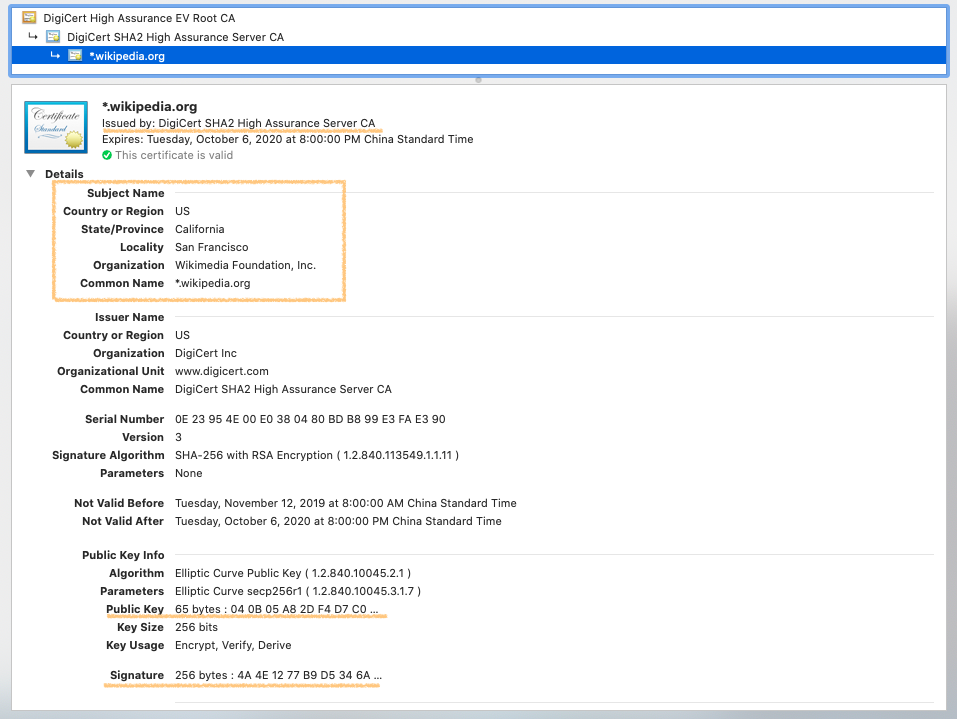 DigiCert High Assurance EV Root CA
DigiCert SHA2 High Assurance Server CA
*.wikipedia.org
Certificate
Standard
*.wikipedia.org
Issued by: DigiCert SHA2 High Assurance Server CA
Expires: Tuesday, October 6, 2020 at 8:00:00 PM China Standard Time
This certificate is valid
Details
Subject Name
Country or Region US
State/Province California
Locality San Francisco
Organization Wikimedia Foundation, Inc.
Common Name *.wikipedia.org
Issuer Name
Country or Region US
Organization DigiCert Inc
Organizational Unit www.digicert.com
Common Name DigiCert SHA2 High Assurance Server CA
Serial Number 0E 23 95 4E 00 E0 38 04 80 BD B8 99 E3 FA E3 90
Version 3
Signature Algorithm SHA-256 with RSA Encryption ( 1.2.840.113549.1.1.11 )
Parameters None
Not Valid Before Tuesday, November 12, 2019 at 8:00:00 AM China Standard Time
Not Valid After Tuesday, October 6, 2020 at 8:00:00 PM China Standard Time
Public Key Info
Algorithm Elliptic Curve Public Key ( 1.2.840.10045.2.1 )
Parameters Elliptic Curve secp256r1 ( 1.2.840.10045.3.1.7 )
Public Key 65 bytes : 04 0B 05 A8 2D F4 D7 C0 ...
Key Size 256 bits
Key Usage Encrypt, Verify, Derive
Signature 256 bytes : 4A 4E 12 77 B9 D5 34 6A ...